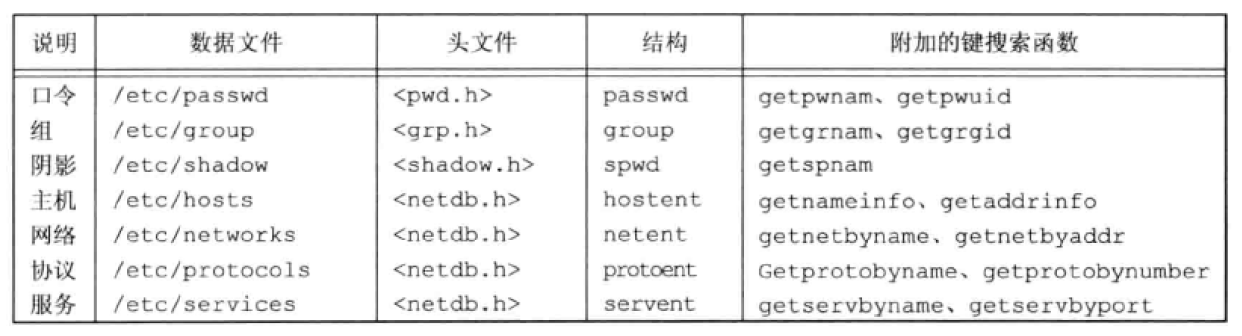 说明 数据文件 头文件 结构 附加的键搜索函数
口令 /etc/passwd <pwd.h> passwd getpwnam、getpwuid
组 /etc/group <grp.h> group getgrnam、getgrgid
阴影 /etc/shadow <shadow.h> spwd getspnam
主机 /etc/hosts <netdb.h> hostent getnameinfo、getaddrinfo
网络 /etc/networks <netdb.h> netent getnetbyname、getnetbyaddr
协议 /etc/protocols <netdb.h> protoent Getprotobyname、getprotobynumber
服务 /etc/services <netdb.h> servent getservbyname、getservbyport